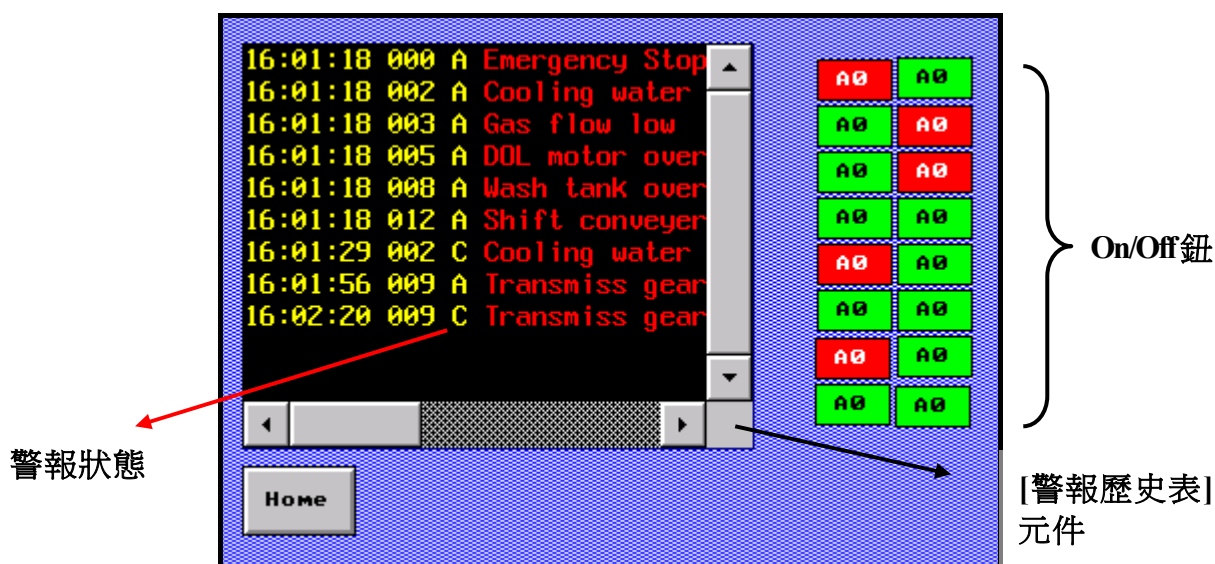 16:01:18 000 A Emergency Stop
16:01:18 002 A Cooling water
16:01:18 003 A Gas flow low
16:01:18 005 A DOL motor over
16:01:18 008 A Wash tank over
16:01:18 012 A Shift conveyer
16:01:29 002 C Cooling water
16:01:56 009 A Transmiss gear
16:02:20 009 C Transmiss gear
A0 A0
A0 A0
A0 A0
A0 A0
A0 A0
A0 A0
A0 A0
A0 A0
On/Off鈕
警報狀態
Home
[警報歷史表]
元件